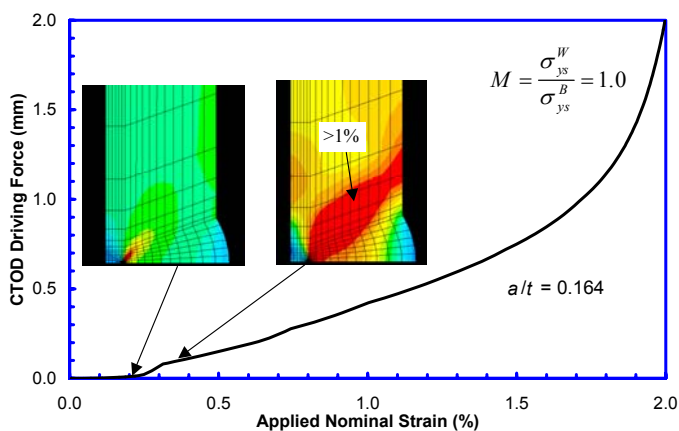 2.0
1.5
1.0
0.5
0.0
CTOD Driving Force (mm)
>1%
M = σ_ys^W / σ_ys^B = 1.0
a/t = 0.164
0.0 0.5 1.0 1.5 2.0
Applied Nominal Strain (%)